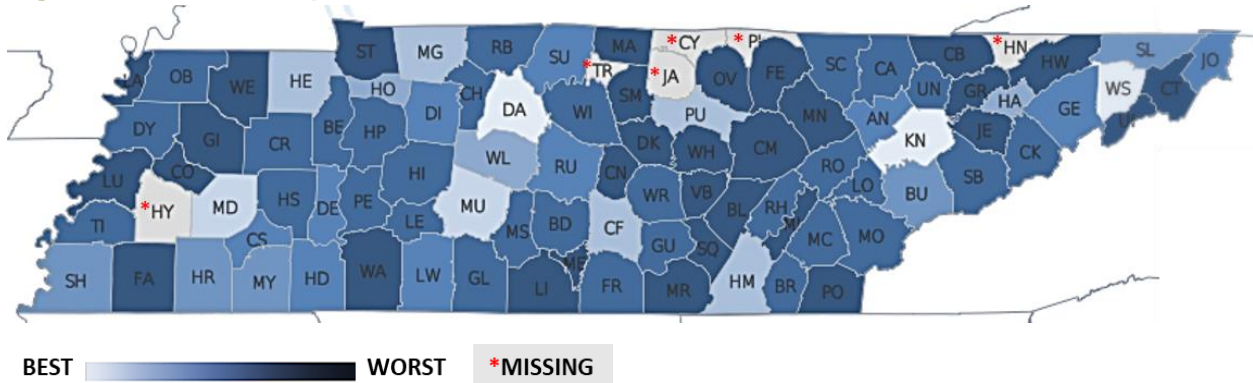 ST MG RB SU MA *CY HN CB HW SL JO
LA OB WE HE HO CH *TR *JA OV FE SC CA UN GR HA GE WS CT
DY GI CR BE HP DI DA WI SM PU MN AN KN JE CK
LU CO HI WL RU CN DK WH CM RO LO BU SB
*HY MD HS DE PE LE MU MS BD CF WR VB BL RH MC MO
TI CS GU SQ
SH FA HR MY HD WA LW GL LI FR MR HM BR PO
BEST WORST *MISSING